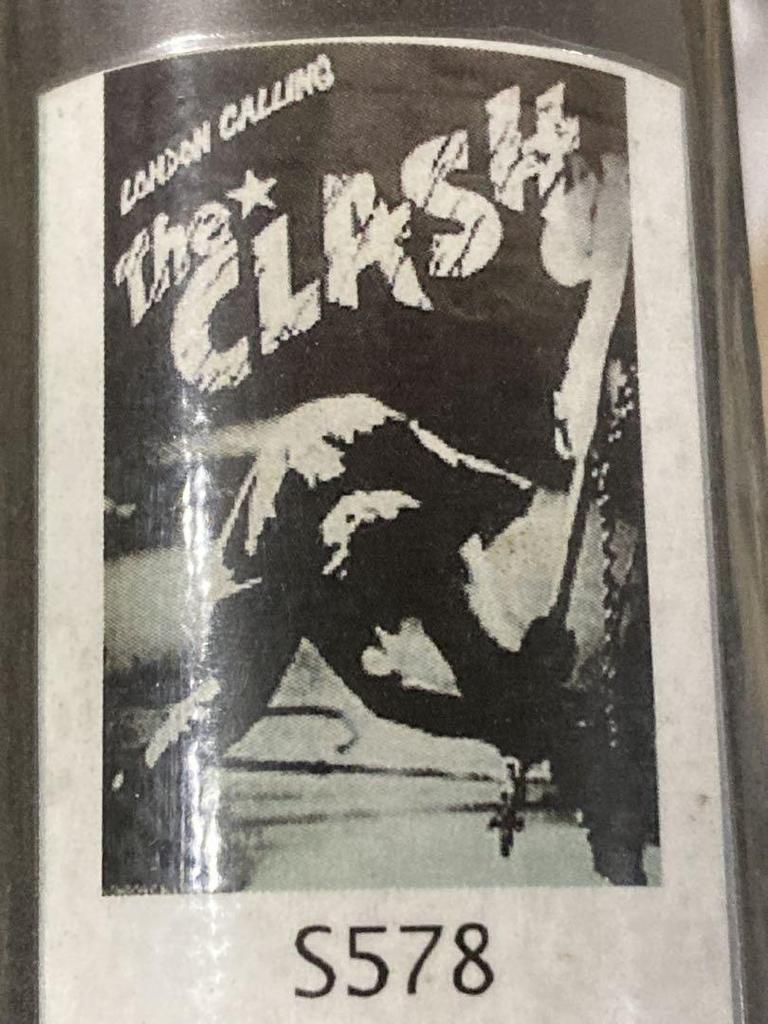 LONDON CALLING
The
CLASH
S578